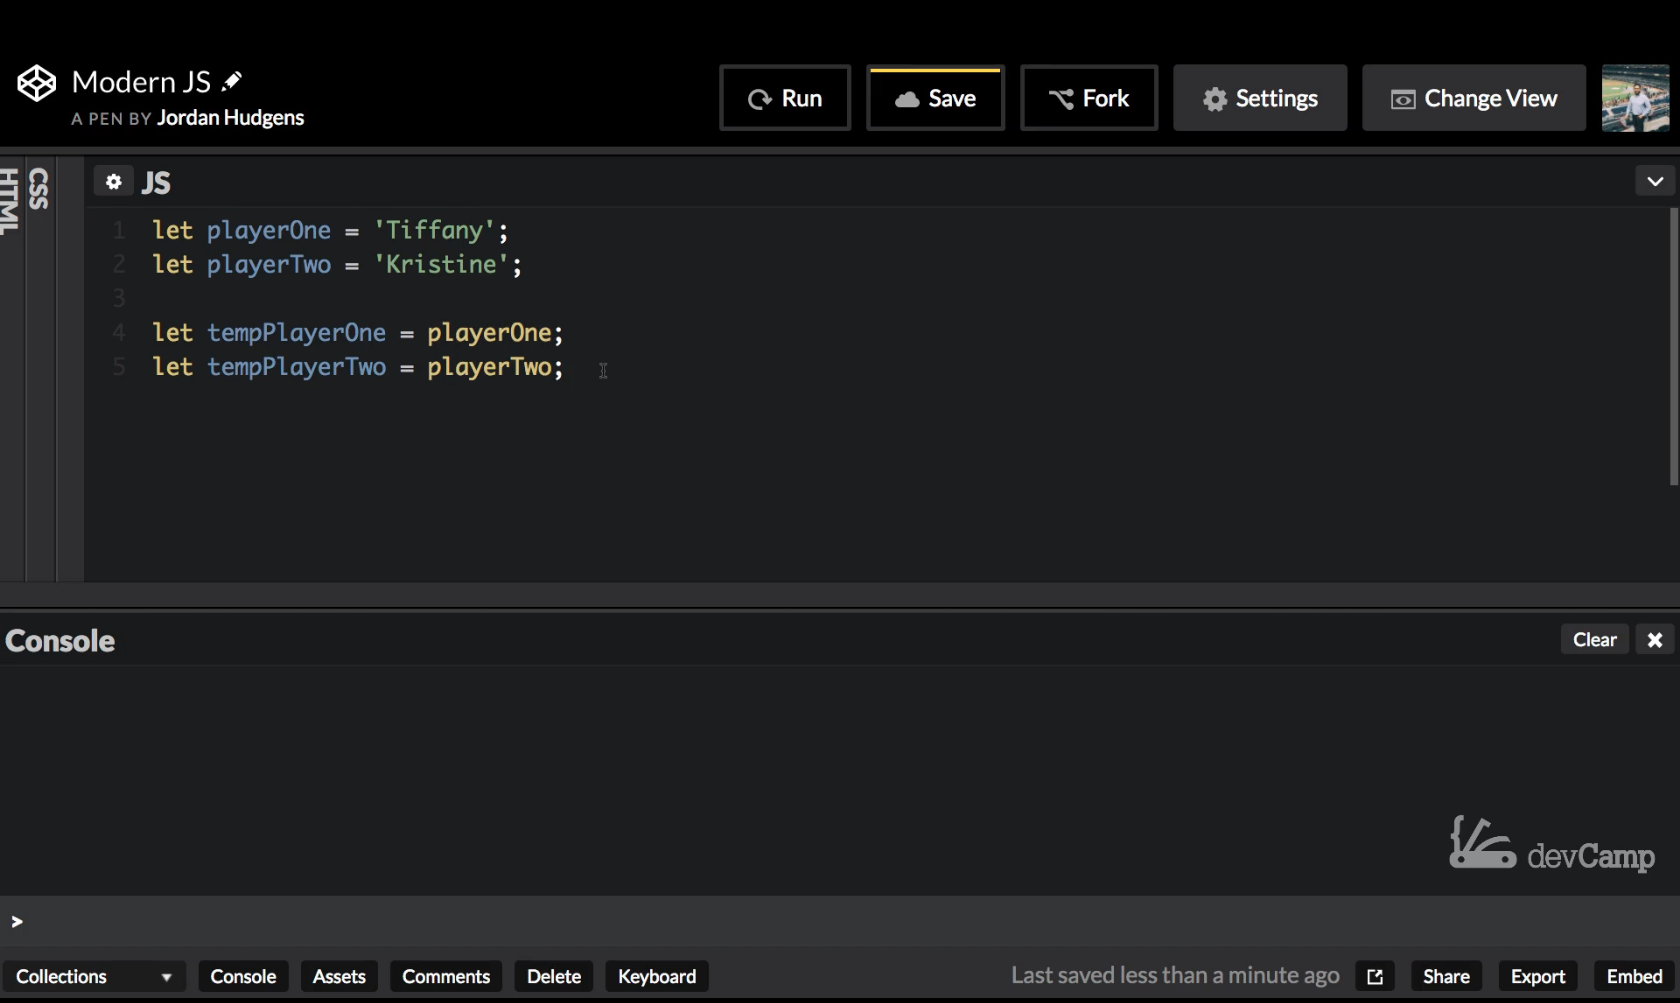 Modern JS
A PEN BY Jordan Hudgens
Run
Save
Fork
Settings
Change View
HTML
CSS
JS
1 let playerOne = 'Tiffany';
2 let playerTwo = 'Kristine';
3
4 let tempPlayerOne = playerOne;
5 let tempPlayerTwo = playerTwo;
Console
Clear
devCamp
>
Collections
Console
Assets
Comments
Delete
Keyboard
Last saved less than a minute ago
Share
Export
Embed